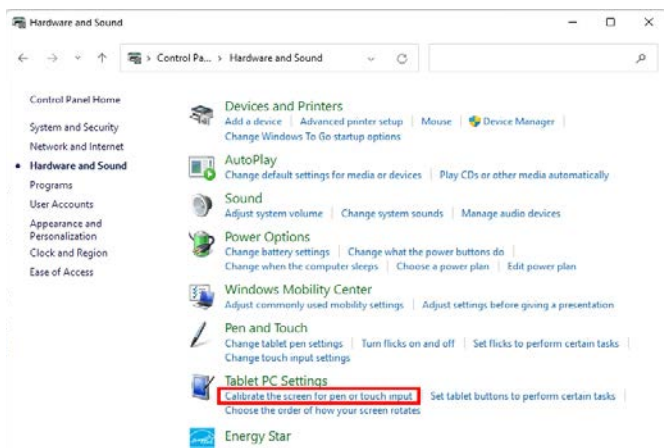 Hardware and Sound
Control Pa... › Hardware and Sound
Control Panel Home
System and Security
Network and Internet
Hardware and Sound
Programs
User Accounts
Appearance and
Personalization
Clock and Region
Ease of Access
Devices and Printers
Add a device | Advanced printer setup | Mouse | Device Manager |
Change Windows To Go startup options
AutoPlay
Change default settings for media or devices | Play CDs or other media automatically
Sound
Adjust system volume | Change system sounds | Manage audio devices
Power Options
Change battery settings | Change what the power buttons do |
Change when the computer sleeps | Choose a power plan | Edit power plan
Windows Mobility Center
Adjust commonly used mobility settings | Adjust settings before giving a presentation
Pen and Touch
Change tablet pen settings | Turn flicks on and off | Set flicks to perform certain tasks |
Change touch input settings
Tablet PC Settings
Calibrate the screen for pen or touch input | Set tablet buttons to perform certain tasks |
Choose the order of how your screen rotates
Energy Star